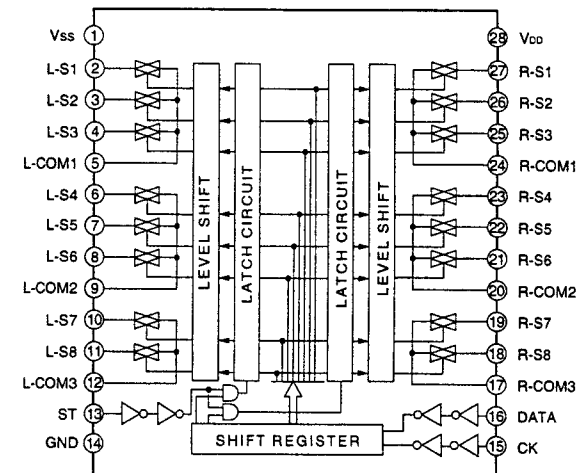 Vss 1 28 VDD
L-S1 2 27 R-S1
L-S2 3 26 R-S2
L-S3 4 25 R-S3
L-COM1 5 24 R-COM1
L-S4 6 23 R-S4
L-S5 7 22 R-S5
L-S6 8 21 R-S6
L-COM2 9 20 R-COM2
L-S7 10 19 R-S7
L-S8 11 18 R-S8
L-COM3 12 17 R-COM3
ST 13 16 DATA
GND 14 15 CK
LEVEL SHIFT
LATCH CIRCUIT
LATCH CIRCUIT
LEVEL SHIFT
SHIFT REGISTER